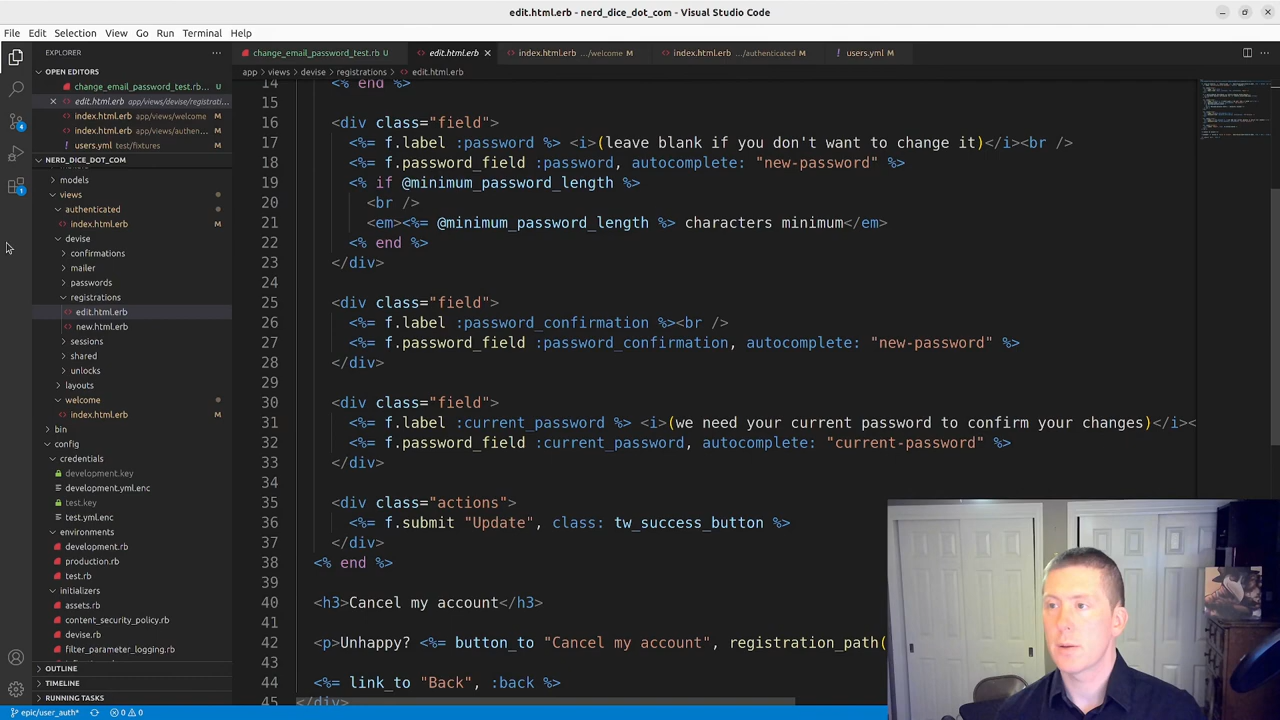 edit.html.erb - nerd_dice_dot_com - Visual Studio Code
File Edit Selection View Go Run Terminal Help
EXPLORER
change_email_password_test.rb U
edit.html.erb
index.html.erb .../welcome M
index.html.erb .../authenticated M
users.yml M
app > views > devise > registrations > edit.html.erb
OPEN EDITORS
change_email_password_test.rb... U
edit.html.erb app/views/devise/registrati...
index.html.erb app/views/welcome M
index.html.erb app/views/authen... M
users.yml test/fixtures M
NERD_DICE_DOT_COM
models
views
authenticated
index.html.erb M
devise
confirmations
mailer
passwords
registrations
edit.html.erb
new.html.erb
sessions
shared
unlocks
layouts
welcome
index.html.erb M
bin
config
credentials
development.key
development.yml.enc
test.key
test.yml.enc
environments
development.rb
production.rb
test.rb
initializers
assets.rb
content_security_policy.rb
devise.rb
filter_parameter_logging.rb
OUTLINE
TIMELINE
RUNNING TASKS
4
1
14 <% end %>
15
16 <div class="field">
17 <%= f.label :password %> <i>(leave blank if you don't want to change it)</i><br />
18 <%= f.password_field :password, autocomplete: "new-password" %>
19 <% if @minimum_password_length %>
20 <br />
21 <em><%= @minimum_password_length %> characters minimum</em>
22 <% end %>
23 </div>
24
25 <div class="field">
26 <%= f.label :password_confirmation %><br />
27 <%= f.password_field :password_confirmation, autocomplete: "new-password" %>
28 </div>
29
30 <div class="field">
31 <%= f.label :current_password %> <i>(we need your current password to confirm your changes)</i><
32 <%= f.password_field :current_password, autocomplete: "current-password" %>
33 </div>
34
35 <div class="actions">
36 <%= f.submit "Update", class: tw_success_button %>
37 </div>
38 <% end %>
39
40 <h3>Cancel my account</h3>
41
42 <p>Unhappy? <%= button_to "Cancel my account", registration_path(
43
44 <%= link_to "Back", :back %>
45 </div>
epic/user_auth* 0 0